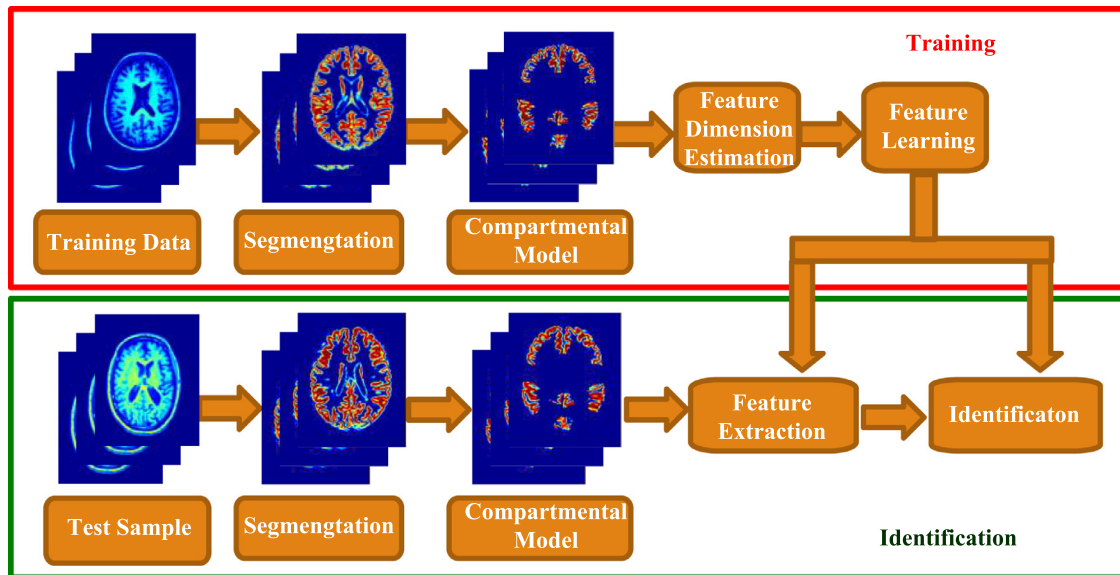 Training
Training Data
Segmengtation
Compartmental
Model
Feature
Dimension
Estimation
Feature
Learning
Test Sample
Segmengtation
Compartmental
Model
Feature
Extraction
Identificaton
Identification